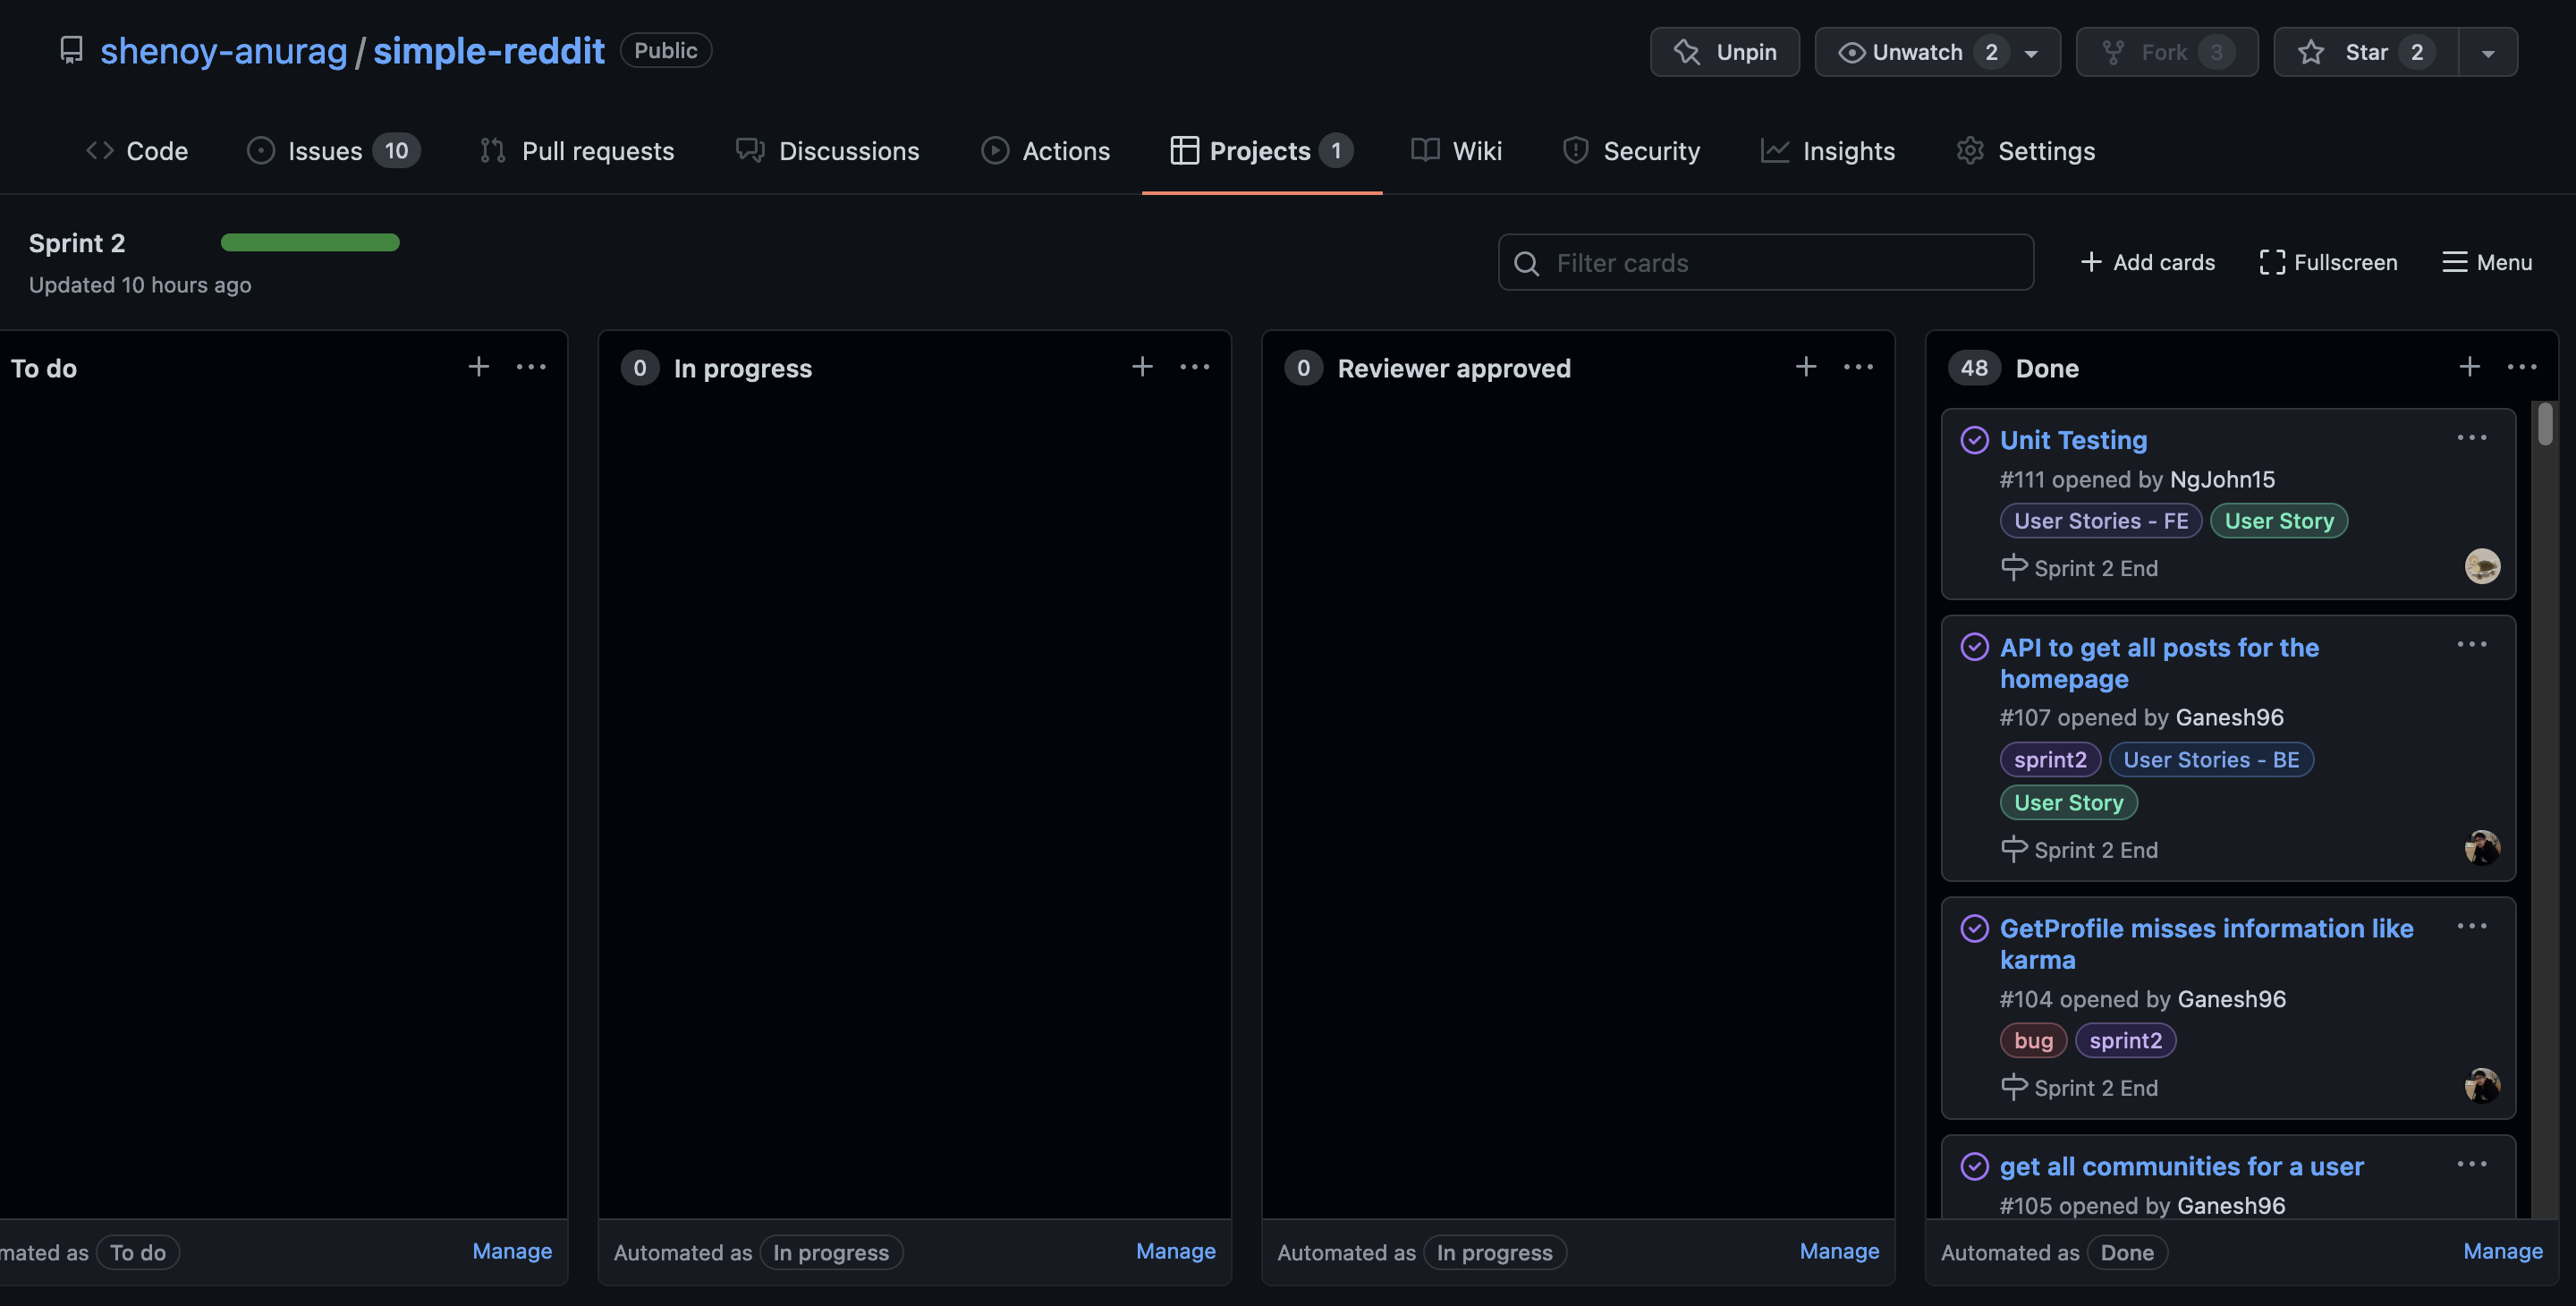 shenoy-anurag / simple-reddit Public
Unpin Unwatch 2 Fork 3 Star 2
Code Issues 10 Pull requests Discussions Actions Projects 1 Wiki Security Insights Settings
Sprint 2
Updated 10 hours ago
Filter cards
Add cards Fullscreen Menu
To do
mated as To do Manage
0 In progress
Automated as In progress Manage
0 Reviewer approved
Automated as In progress Manage
48 Done
Unit Testing
#111 opened by NgJohn15
User Stories - FE User Story
Sprint 2 End
API to get all posts for the
homepage
#107 opened by Ganesh96
sprint2 User Stories - BE
User Story
Sprint 2 End
GetProfile misses information like
karma
#104 opened by Ganesh96
bug sprint2
Sprint 2 End
get all communities for a user
#105 opened by Ganesh96
Automated as Done Manage